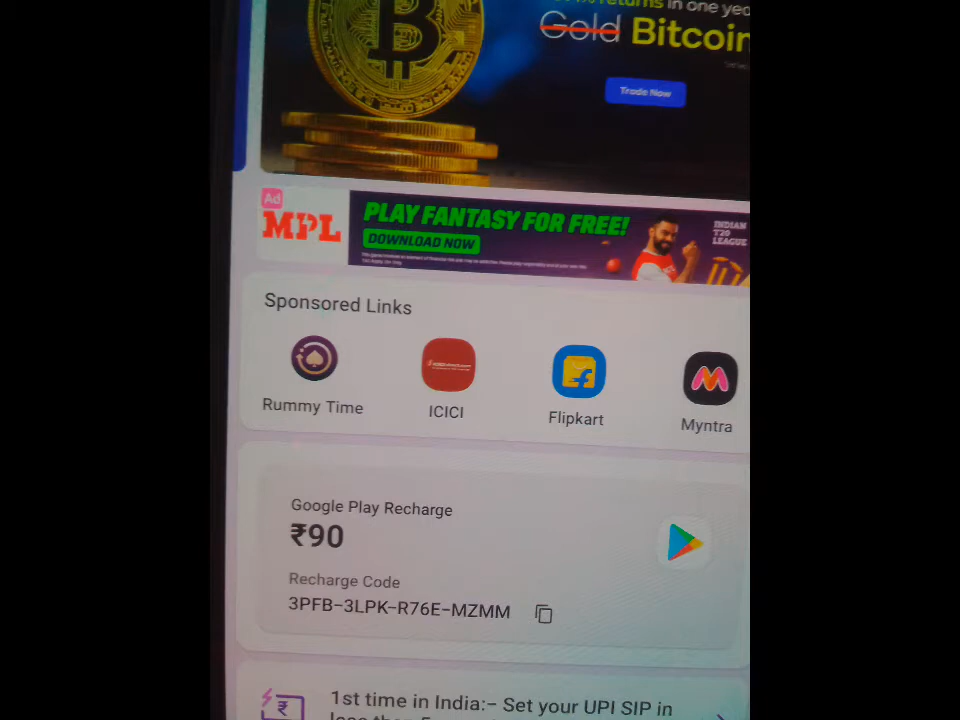 returns in one
Gold Bitcoin
Trade Now
Ad
MPL
PLAY FANTASY FOR FREE!
DOWNLOAD NOW
INDIAN
T20
LEAGUE
Sponsored Links
Rummy Time
ICICI
Flipkart
Myntra
Google Play Recharge
₹90
Recharge Code
3PFB-3LPK-R76E-MZMM
1st time in India:- Set your UPI SIP in